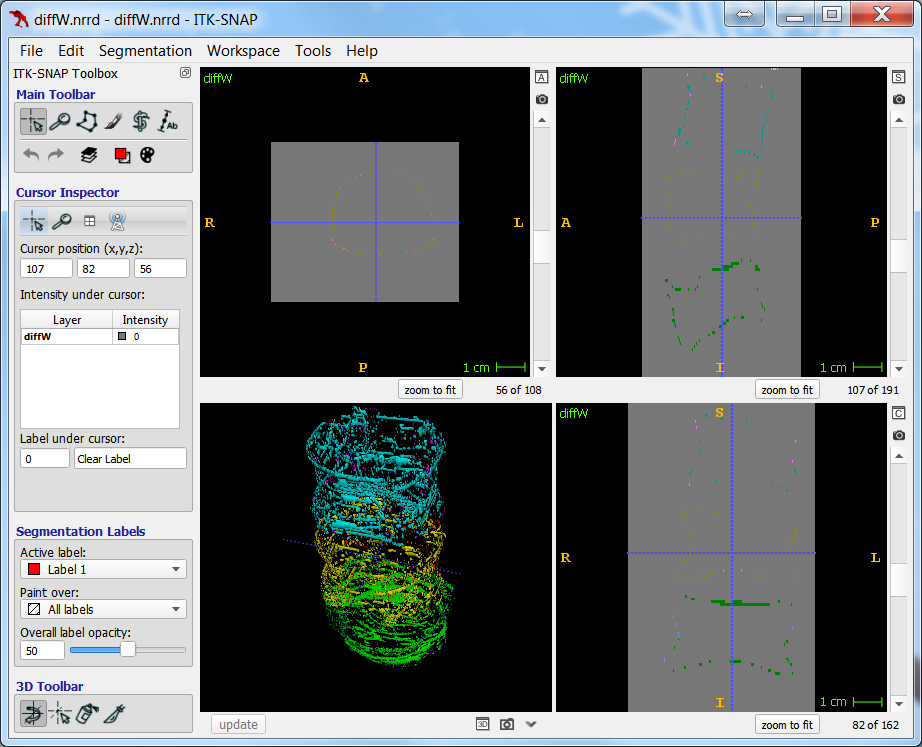 diffW.nrrd - diffW.nrrd - ITK-SNAP
File Edit Segmentation Workspace Tools Help
ITK-SNAP Toolbox
Main Toolbar
Ab
Cursor Inspector
Cursor position (x,y,z):
107 82 56
Intensity under cursor:
Layer Intensity
diffW 0
Label under cursor:
0 Clear Label
Segmentation Labels
Active label:
Label 1
Paint over:
All labels
Overall label opacity:
50
3D Toolbar
diffW
A
R L
P
1 cm
A
zoom to fit 56 of 108
diffW
S
A P
I
1 cm
S
zoom to fit 107 of 191
update 3D
diffW
S
R L
I
1 cm
C
zoom to fit 82 of 162